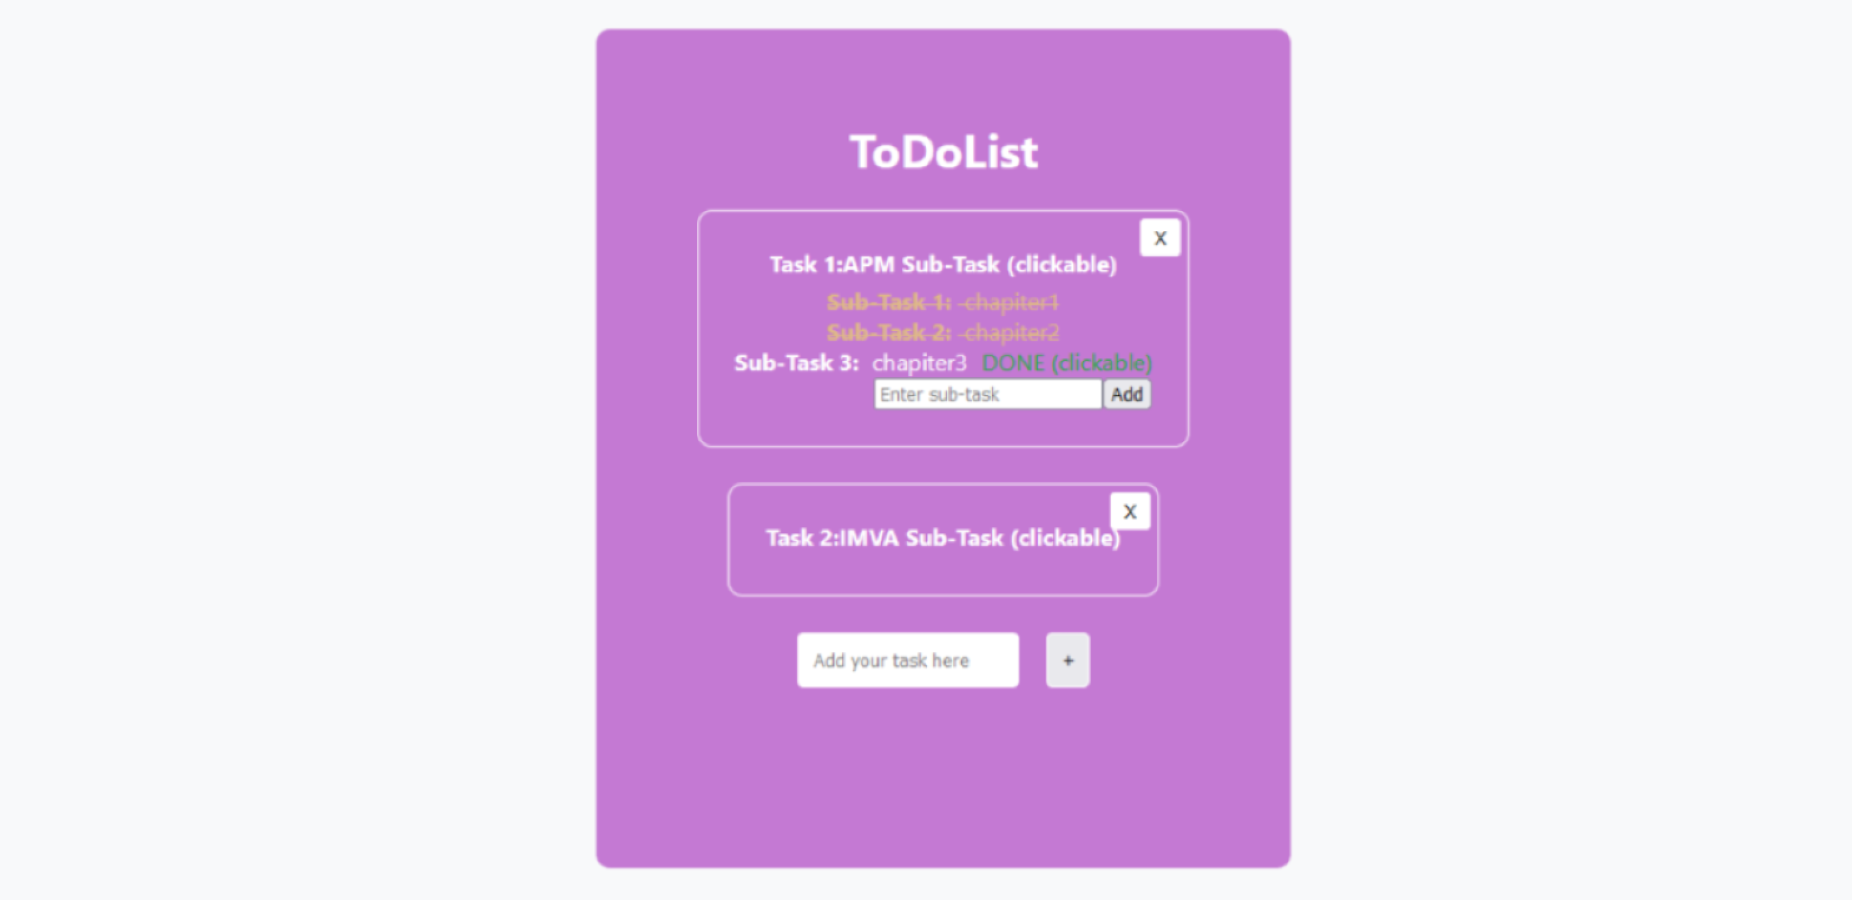 ToDoList
X
Task 1:APM Sub-Task (clickable)
Sub-Task 1: chapiter1
Sub-Task 2: chapiter2
Sub-Task 3: chapiter3 DONE (clickable)
Enter sub-task Add
X
Task 2:IMVA Sub-Task (clickable)
Add your task here +